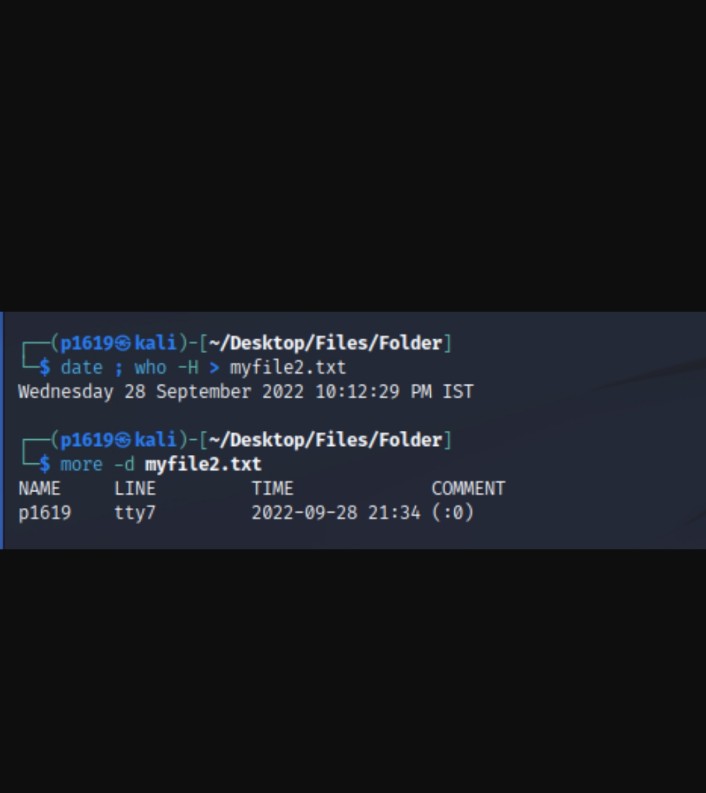 ┌──(p1619㉿kali)-[~/Desktop/Files/Folder]
└─$ date ; who -H > myfile2.txt
Wednesday 28 September 2022 10:12:29 PM IST
┌──(p1619㉿kali)-[~/Desktop/Files/Folder]
└─$ more -d myfile2.txt
NAME     LINE         TIME             COMMENT
p1619    tty7         2022-09-28 21:34 (:0)